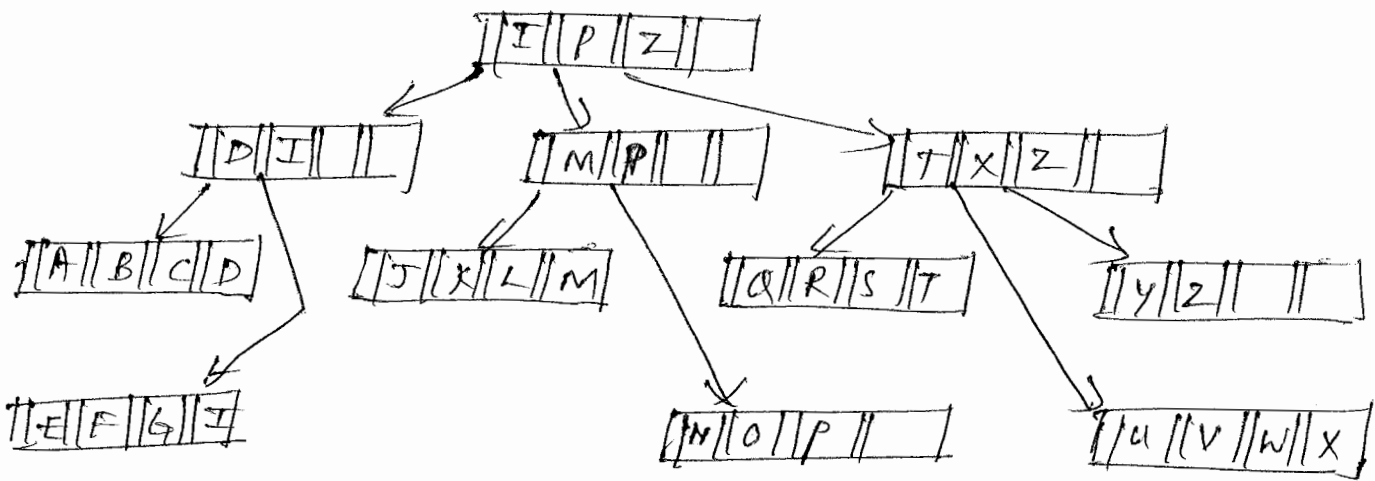 I P Z
D I
M P
T X Z
A B C D
J K L M
Q R S T
Y Z
E F G I
N O P
U V W X